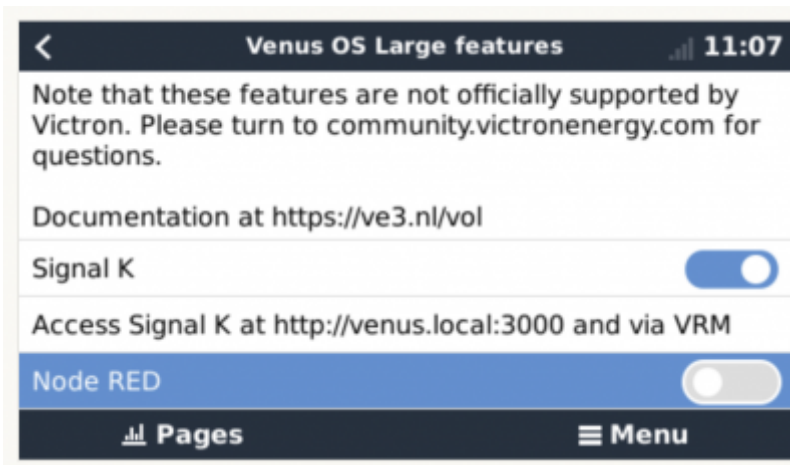 Venus OS Large features
11:07
Note that these features are not officially supported by
Victron. Please turn to community.victronenergy.com for
questions.
Documentation at https://ve3.nl/vol
Signal K
Access Signal K at http://venus.local:3000 and via VRM
Node RED
Pages
Menu